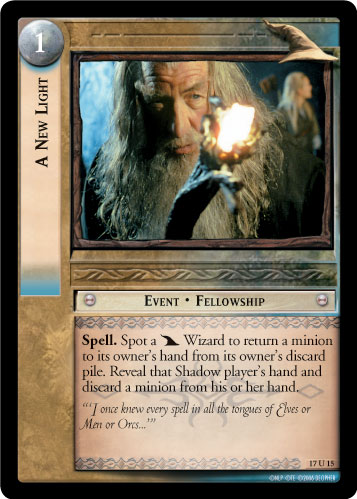 1
A New Light
Event • Fellowship
Spell. Spot a Wizard to return a minion
to its owner's hand from its owner's discard
pile. Reveal that Shadow player's hand and
discard a minion from his or her hand.
“‘I once knew every spell in all the tongues of Elves or
Men or Orcs...’”
17 U 15